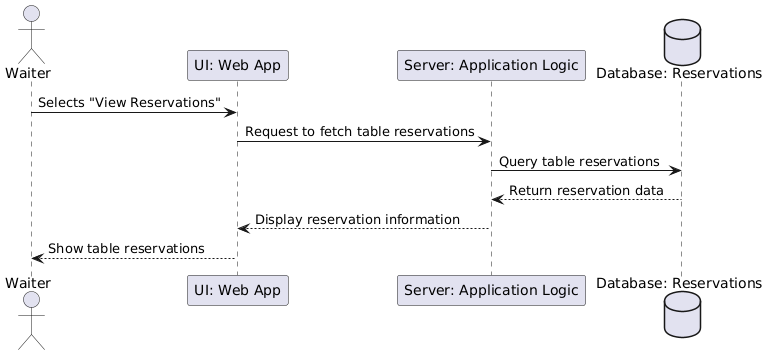 Waiter
UI: Web App
Server: Application Logic
Database: Reservations
Selects "View Reservations"
Request to fetch table reservations
Query table reservations
Return reservation data
Display reservation information
Show table reservations
Waiter
UI: Web App
Server: Application Logic
Database: Reservations